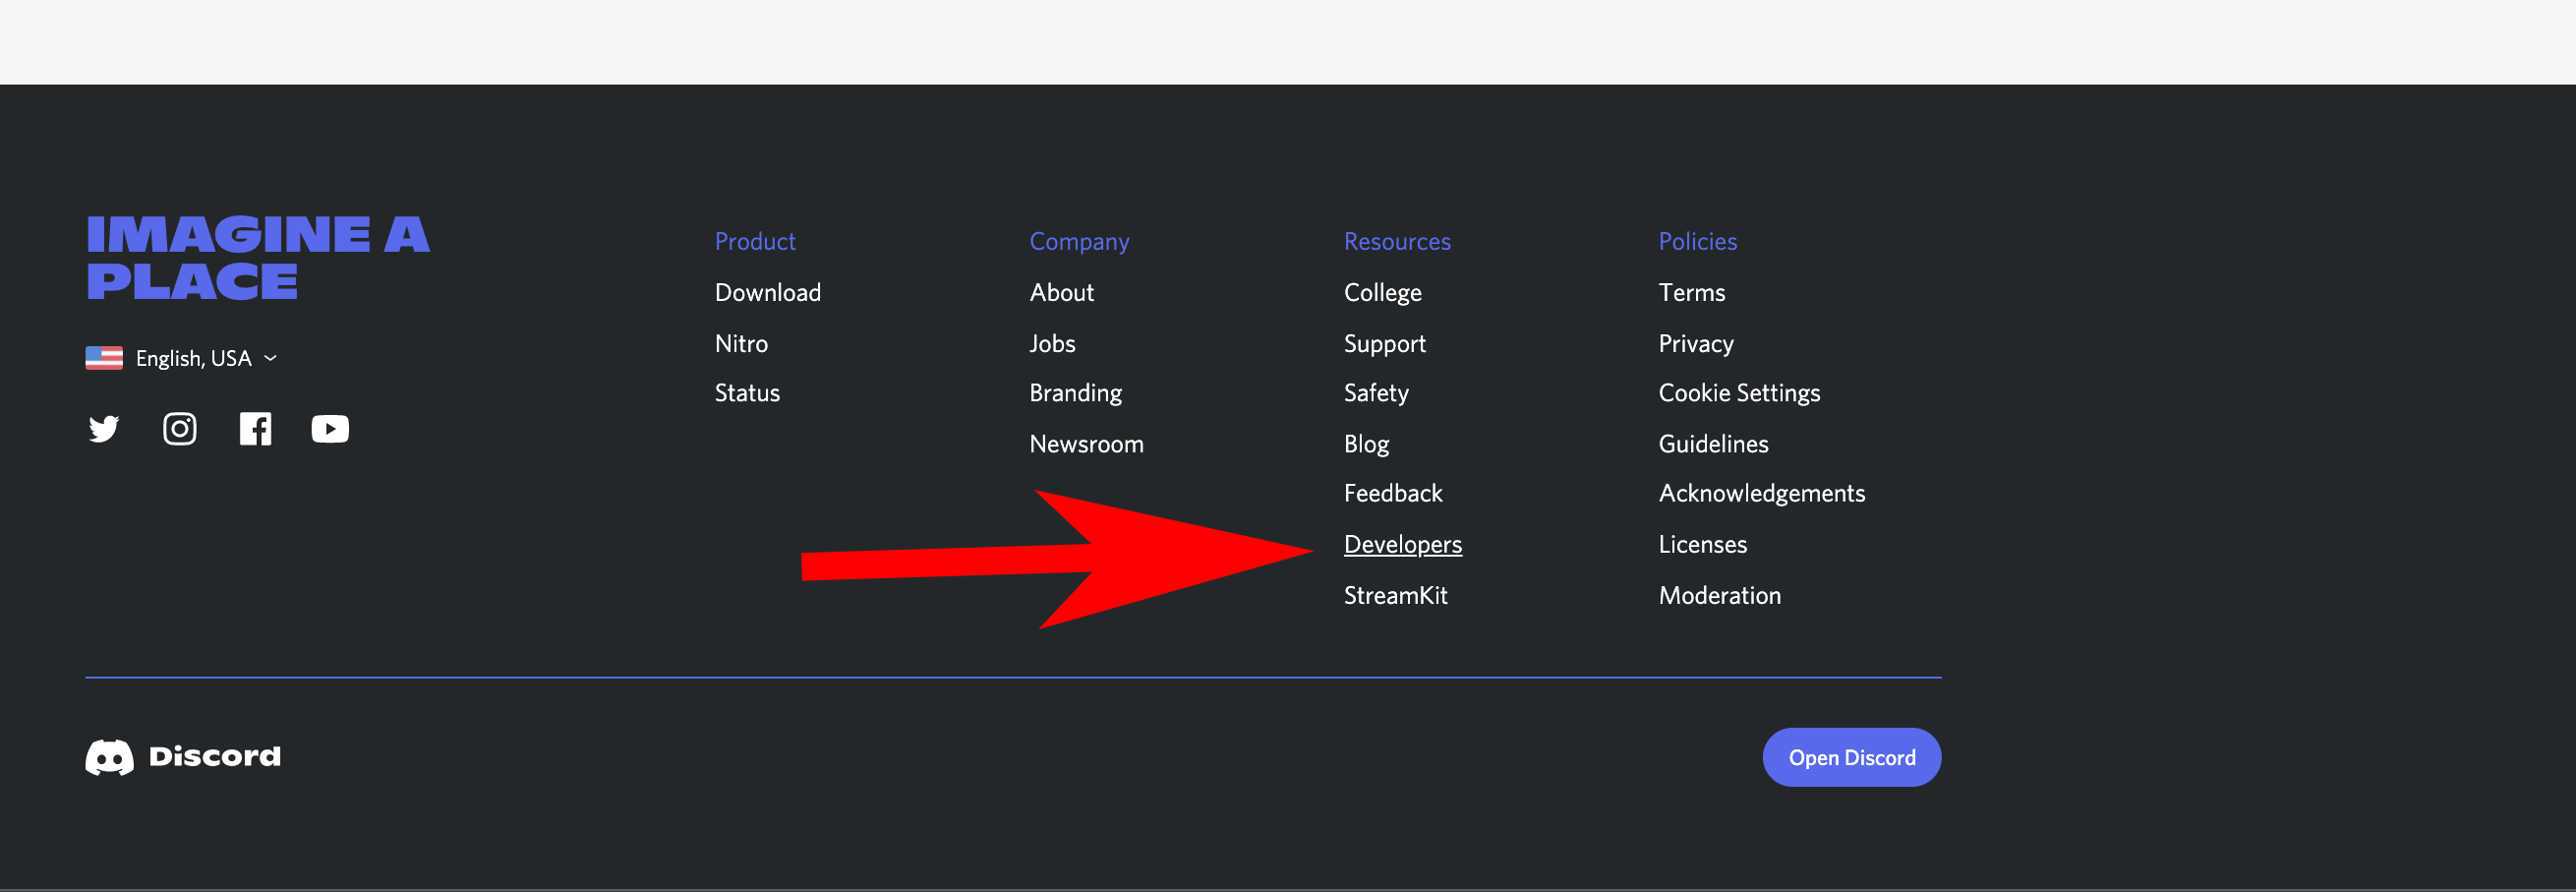 IMAGINE A
PLACE
English, USA
Product
Download
Nitro
Status
Company
About
Jobs
Branding
Newsroom
Resources
College
Support
Safety
Blog
Feedback
Developers
StreamKit
Policies
Terms
Privacy
Cookie Settings
Guidelines
Acknowledgements
Licenses
Moderation
Discord
Open Discord